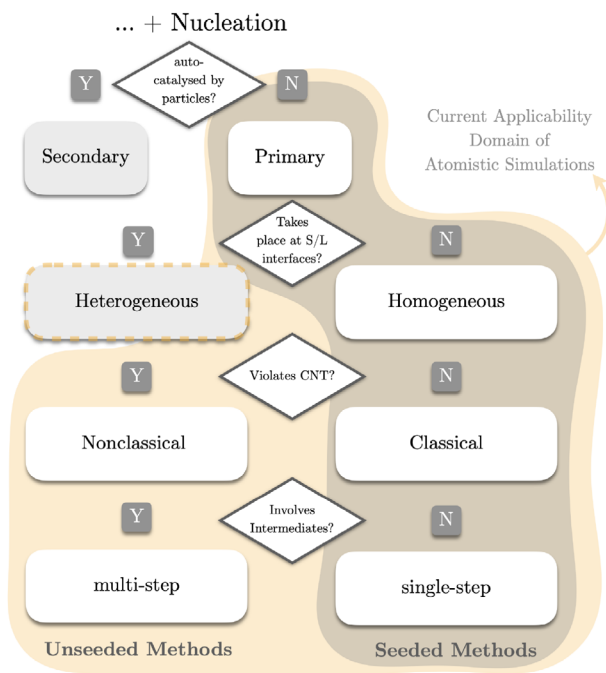 ... + Nucleation
auto-
catalysed by
particles?
Y
N
Secondary
Primary
Current Applicability
Domain of
Atomistic Simulations
Takes
place at S/L
interfaces?
Y
N
Heterogeneous
Homogeneous
Violates CNT?
Y
N
Nonclassical
Classical
Involves
Intermediates?
Y
N
multi-step
single-step
Unseeded Methods
Seeded Methods